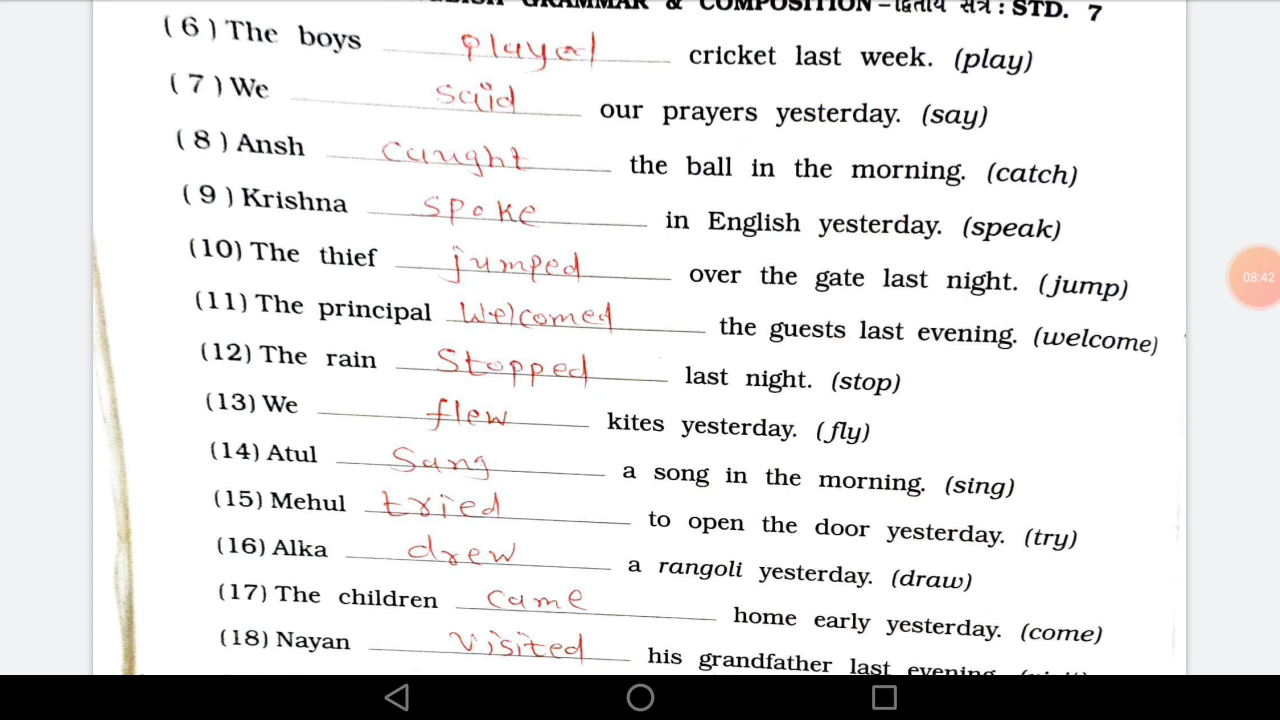 GRAMMAR & COMPOSITION – द्वितीय सत्र : STD. 7
( 6 ) The boys played cricket last week. (play)
( 7 ) We said our prayers yesterday. (say)
( 8 ) Ansh caught the ball in the morning. (catch)
( 9 ) Krishna spoke in English yesterday. (speak)
(10) The thief jumped over the gate last night. (jump)
08:42
(11) The principal Welcomed the guests last evening. (welcome)
(12) The rain Stopped last night. (stop)
(13) We flew kites yesterday. (fly)
(14) Atul Sang a song in the morning. (sing)
(15) Mehul tried to open the door yesterday. (try)
(16) Alka drew a rangoli yesterday. (draw)
(17) The children came home early yesterday. (come)
(18) Nayan visited his grandfather last evening.